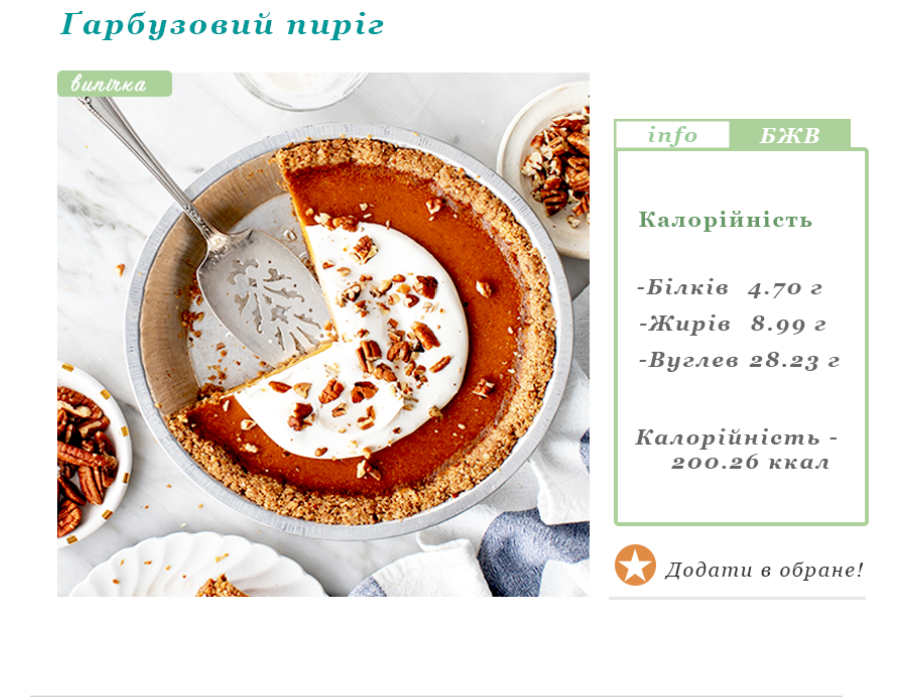 Гарбузовий пиріг
випічка
info БЖВ
Калорійність
-Білків 4.70 г
-Жирів 8.99 г
-Вуглев 28.23 г
Калорійність -
200.26 ккал
Додати в обране!